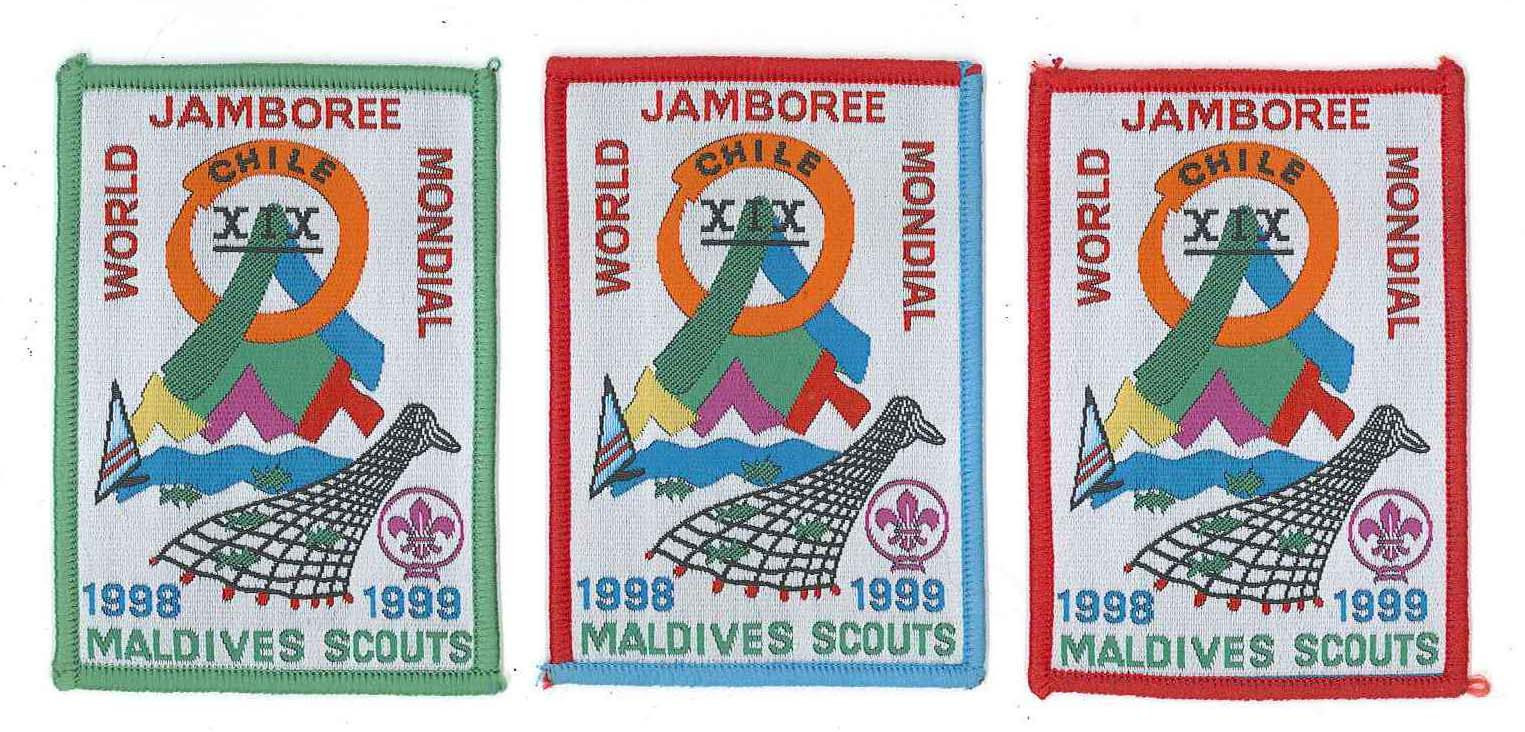 JAMBOREE
WORLD
CHILE
MONDIAL
XIX
1998 1999
MALDIVES SCOUTS
JAMBOREE
WORLD
CHILE
MONDIAL
XIX
1998 1999
MALDIVES SCOUTS
JAMBOREE
WORLD
CHILE
MONDIAL
XIX
1998 1999
MALDIVES SCOUTS